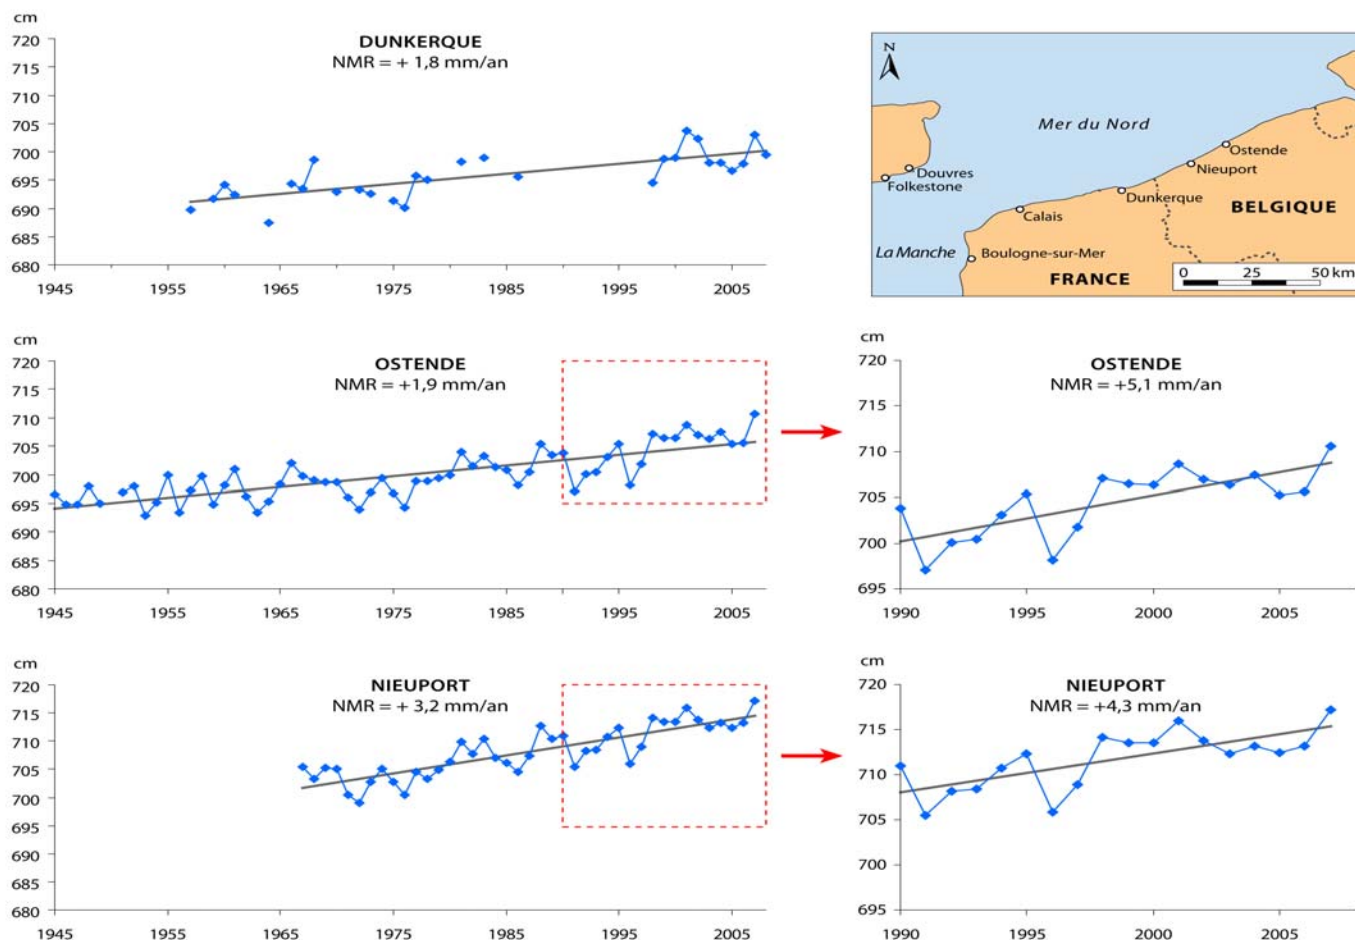 cm
DUNKERQUE
NMR = + 1,8 mm/an
720
715
710
705
700
695
690
685
680
1945 1955 1965 1975 1985 1995 2005
N
Mer du Nord
Ostende
Nieuport
Douvres
Folkestone
Dunkerque
Calais
BELGIQUE
La Manche
Boulogne-sur-Mer
FRANCE
0 25 50 km
cm
OSTENDE
NMR = +1,9 mm/an
720
715
710
705
700
695
690
685
680
1945 1955 1965 1975 1985 1995 2005
cm
OSTENDE
NMR = +5,1 mm/an
720
715
710
705
700
695
1990 1995 2000 2005
cm
NIEUPORT
NMR = + 3,2 mm/an
720
715
710
705
700
695
690
685
680
1945 1955 1965 1975 1985 1995 2005
cm
NIEUPORT
NMR = +4,3 mm/an
720
715
710
705
700
695
1990 1995 2000 2005